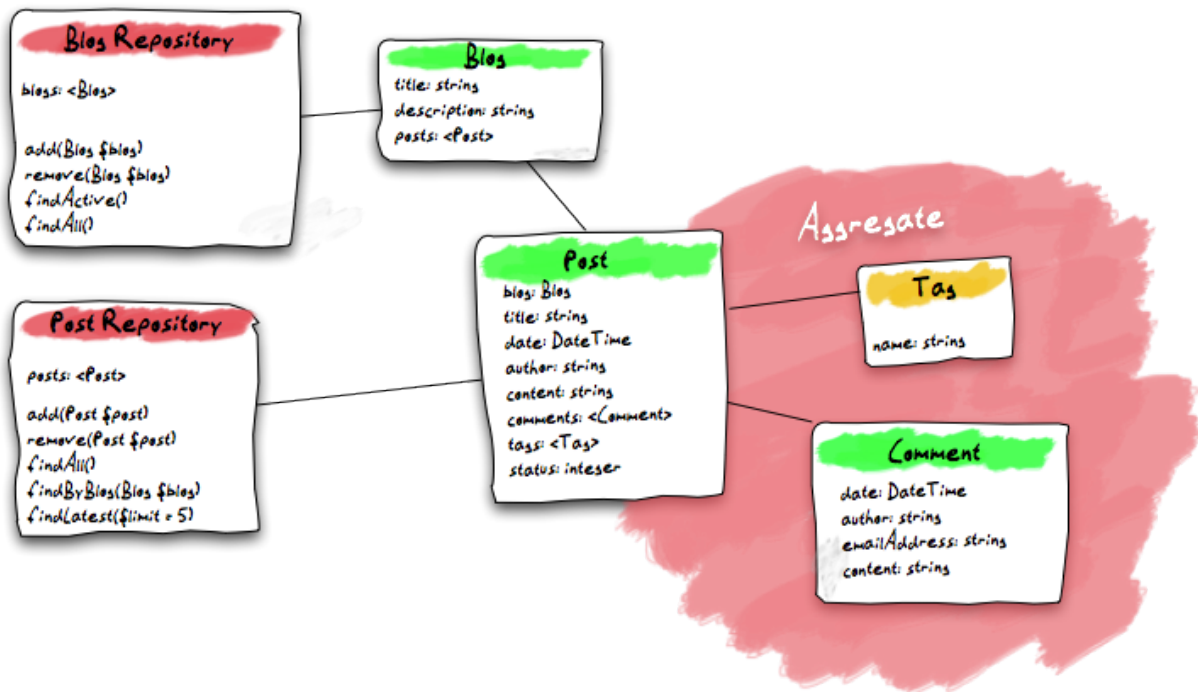 Blog Repository
blogs: <Blog>
add(Blog $blog)
remove(Blog $blog)
findActive()
findAll()
Blog
title: string
description: string
posts: <Post>
Aggregate
Post
blog: Blog
title: string
date: DateTime
author: string
content: string
comments: <Comment>
tags: <Tag>
status: integer
Tag
name: string
Post Repository
posts: <Post>
add(Post $post)
remove(Post $post)
findAll()
findByBlog(Blog $blog)
findLatest($limit = 5)
Comment
date: DateTime
author: string
emailAddress: string
content: string